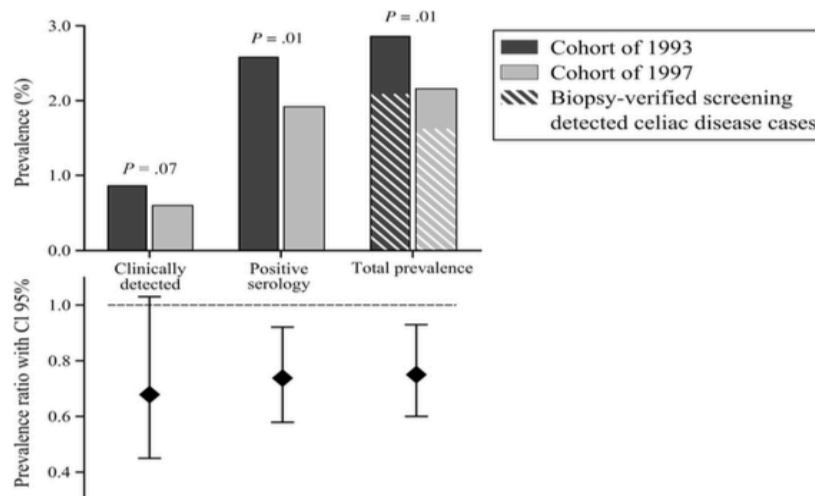 3.0
2.0
1.0
0.0
Prevalence (%)
P = .07
P = .01
P = .01
Cohort of 1993
Cohort of 1997
Biopsy-verified screening
detected celiac disease cases
Clinically
detected
Positive
serology
Total prevalence
Prevalence ratio with Cl 95%
1.0
0.8
0.6
0.4